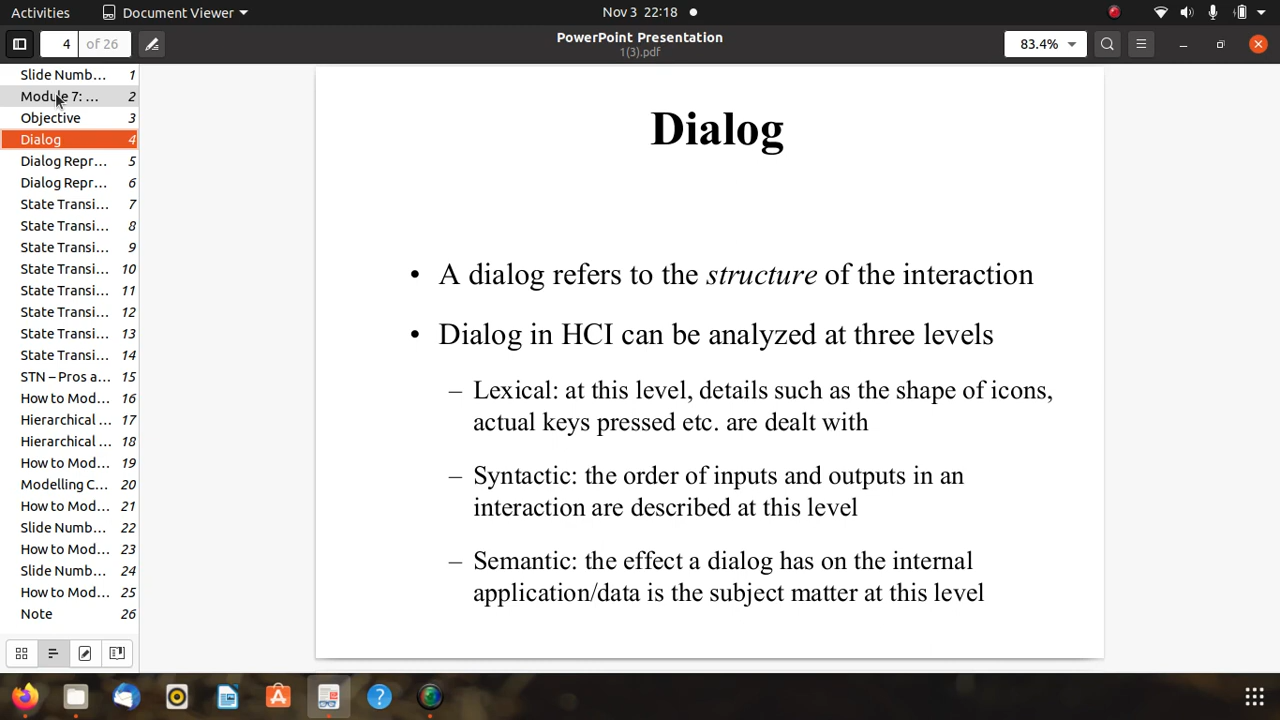 Activities Document Viewer Nov 3 22:18
4 of 26 PowerPoint Presentation 83.4%
1(3).pdf
Slide Numb... 1
Module 7: ... 2
Objective 3
Dialog 4
Dialog Repr... 5
Dialog Repr... 6
State Transi... 7
State Transi... 8
State Transi... 9
State Transi... 10
State Transi... 11
State Transi... 12
State Transi... 13
State Transi... 14
STN – Pros a... 15
How to Mod... 16
Hierarchical ... 17
Hierarchical ... 18
How to Mod... 19
Modelling C... 20
How to Mod... 21
Slide Numb... 22
How to Mod... 23
Slide Numb... 24
How to Mod... 25
Note 26
Dialog
• A dialog refers to the structure of the interaction
• Dialog in HCI can be analyzed at three levels
– Lexical: at this level, details such as the shape of icons,
actual keys pressed etc. are dealt with
– Syntactic: the order of inputs and outputs in an
interaction are described at this level
– Semantic: the effect a dialog has on the internal
application/data is the subject matter at this level